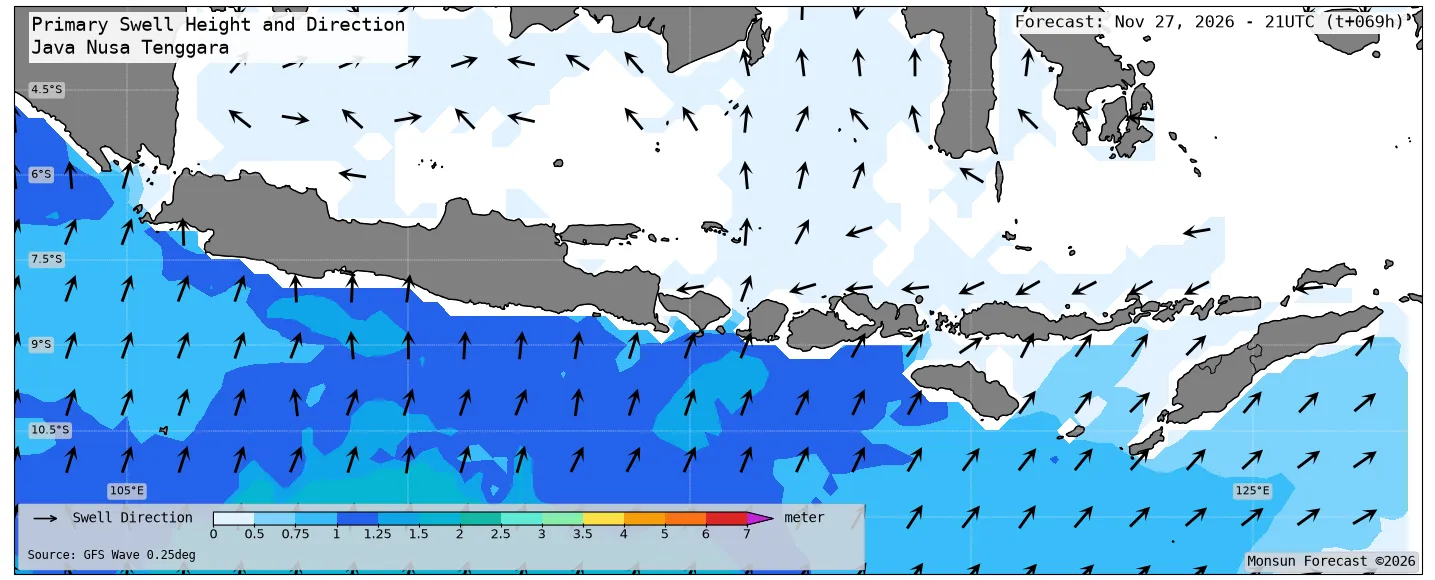 Primary Swell Height and Direction
Java Nusa Tenggara
Forecast: Nov 27, 2026 - 21UTC (t+069h)
4.5°S
6°S
7.5°S
9°S
10.5°S
105°E
125°E
Swell Direction
0 0.5 0.75 1 1.25 1.5 2 2.5 3 3.5 4 5 6 7
meter
Source: GFS Wave 0.25deg
Monsun Forecast ©2026